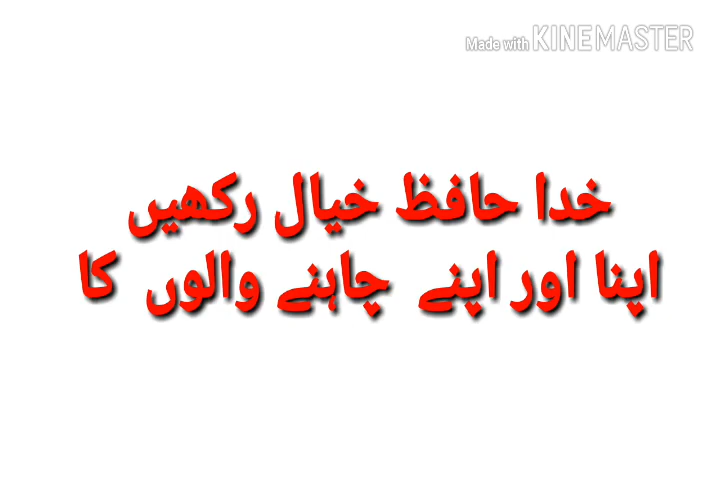 Made with KINEMASTER
خدا حافظ خیال رکھیں
اپنا اور اپنے چاہنے والوں کا